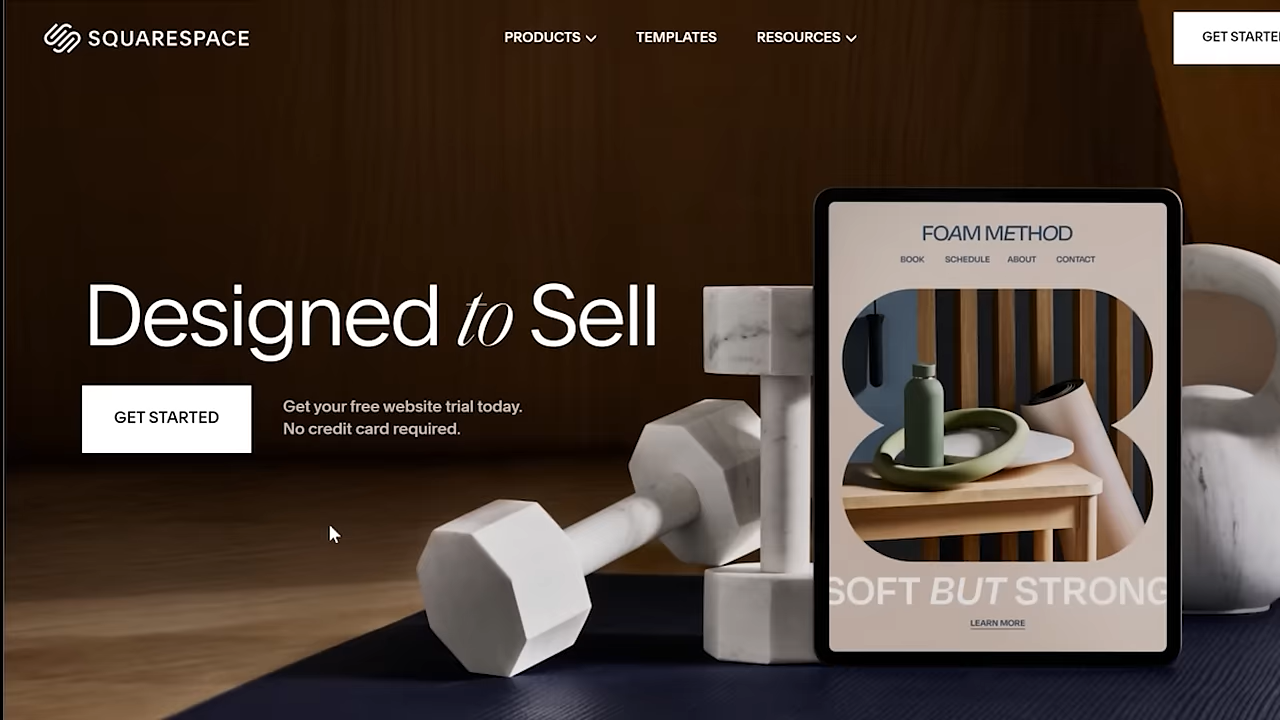 SQUARESPACE
PRODUCTS
TEMPLATES
RESOURCES
GET STARTE
FOAM METHOD
BOOK SCHEDULE ABOUT CONTACT
Designed to Sell
GET STARTED
Get your free website trial today.
No credit card required.
SOFT BUT STRONG
LEARN MORE